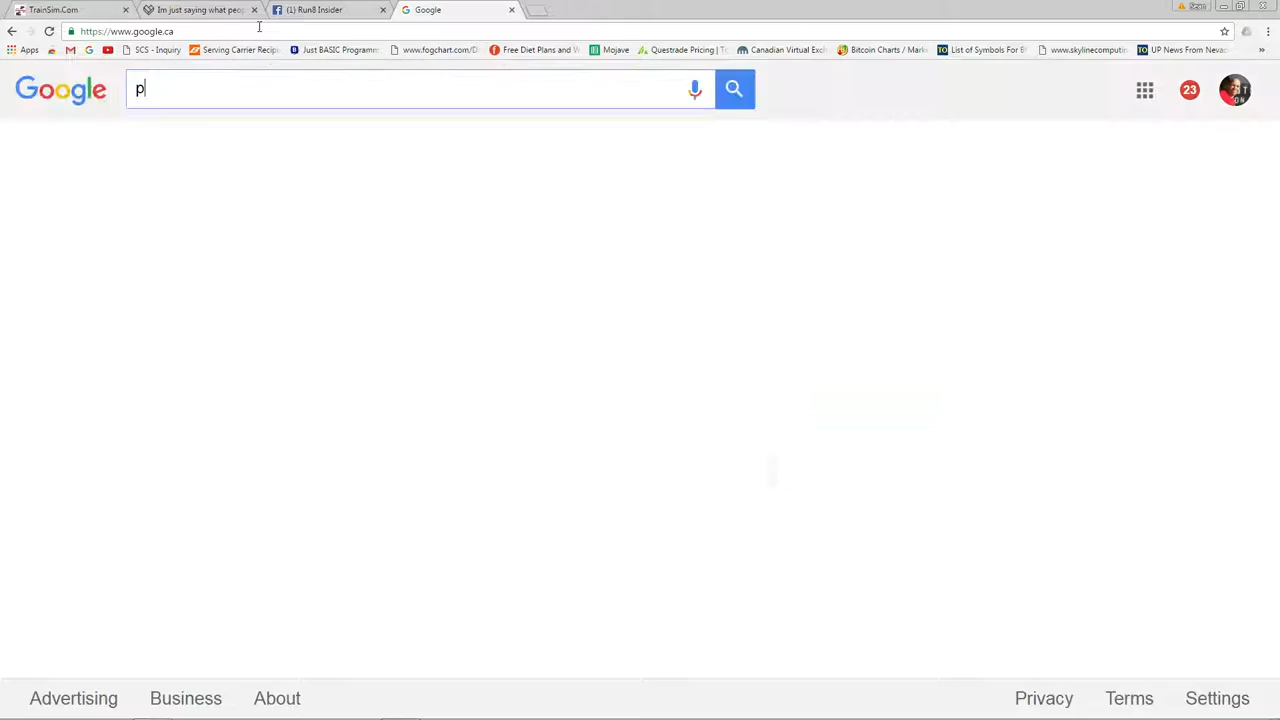 TrainSim.Com
Im just saying what peo
(1) Run8 Insider
Google
https://www.google.ca
Apps
SCS - Inquiry
Serving Carrier Recip
Just BASIC Programm
www.fogchart.com/D
Free Diet Plans and W
Mojave
Questrade Pricing | T
Canadian Virtual Exch
Bitcoin Charts / Mark
List of Symbols For B
www.skylinecomputin
UP News From Neva
»
Google
p
23
Advertising
Business
About
Privacy
Terms
Settings